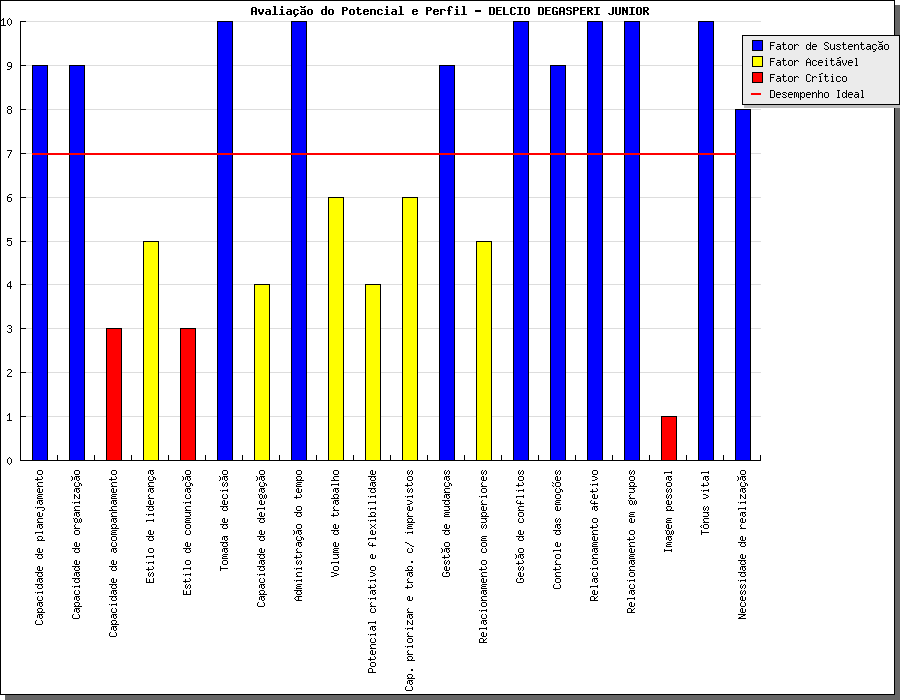 Avaliação do Potencial e Perfil - DELCIO DEGASPERI JUNIOR
Fator de Sustentação
Fator Aceitável
Fator Crítico
Desempenho Ideal
10
9
8
7
6
5
4
3
2
1
0
Capacidade de planejamento
Capacidade de organização
Capacidade de acompanhamento
Estilo de liderança
Estilo de comunicação
Tomada de decisão
Capacidade de delegação
Administração do tempo
Volume de trabalho
Potencial criativo e flexibilidade
Cap. priorizar e trab. c/ imprevistos
Gestão de mudanças
Relacionamento com superiores
Gestão de conflitos
Controle das emoções
Relacionamento afetivo
Relacionamento em grupos
Imagem pessoal
Tônus vital
Necessidade de realização